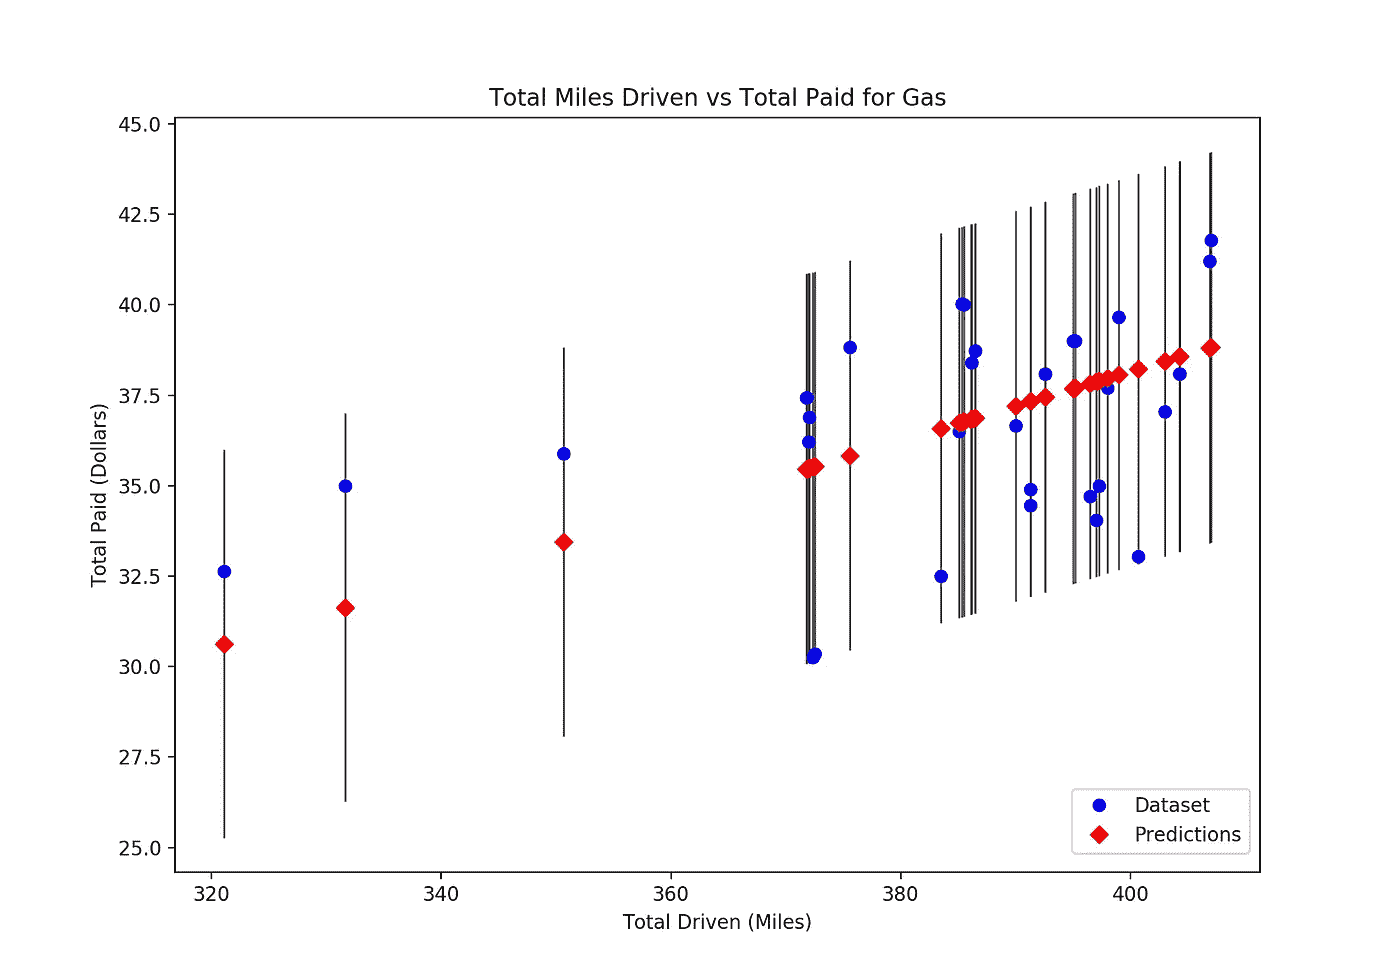 Total Miles Driven vs Total Paid for Gas
45.0
42.5
40.0
37.5
35.0
32.5
30.0
27.5
25.0
Total Paid (Dollars)
Dataset
Predictions
320
340
360
380
400
Total Driven (Miles)